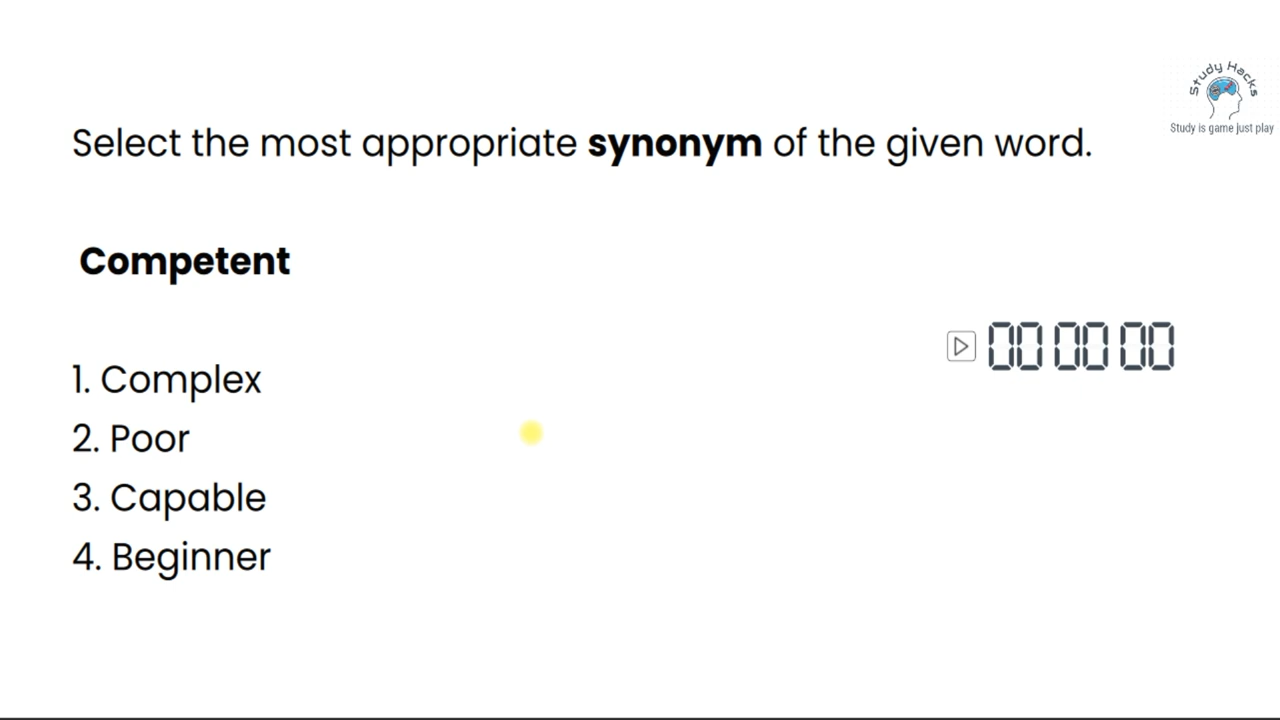 Study Hacks
Study is game just play
Select the most appropriate synonym of the given word.
Competent
00 00 00
1. Complex
2. Poor
3. Capable
4. Beginner